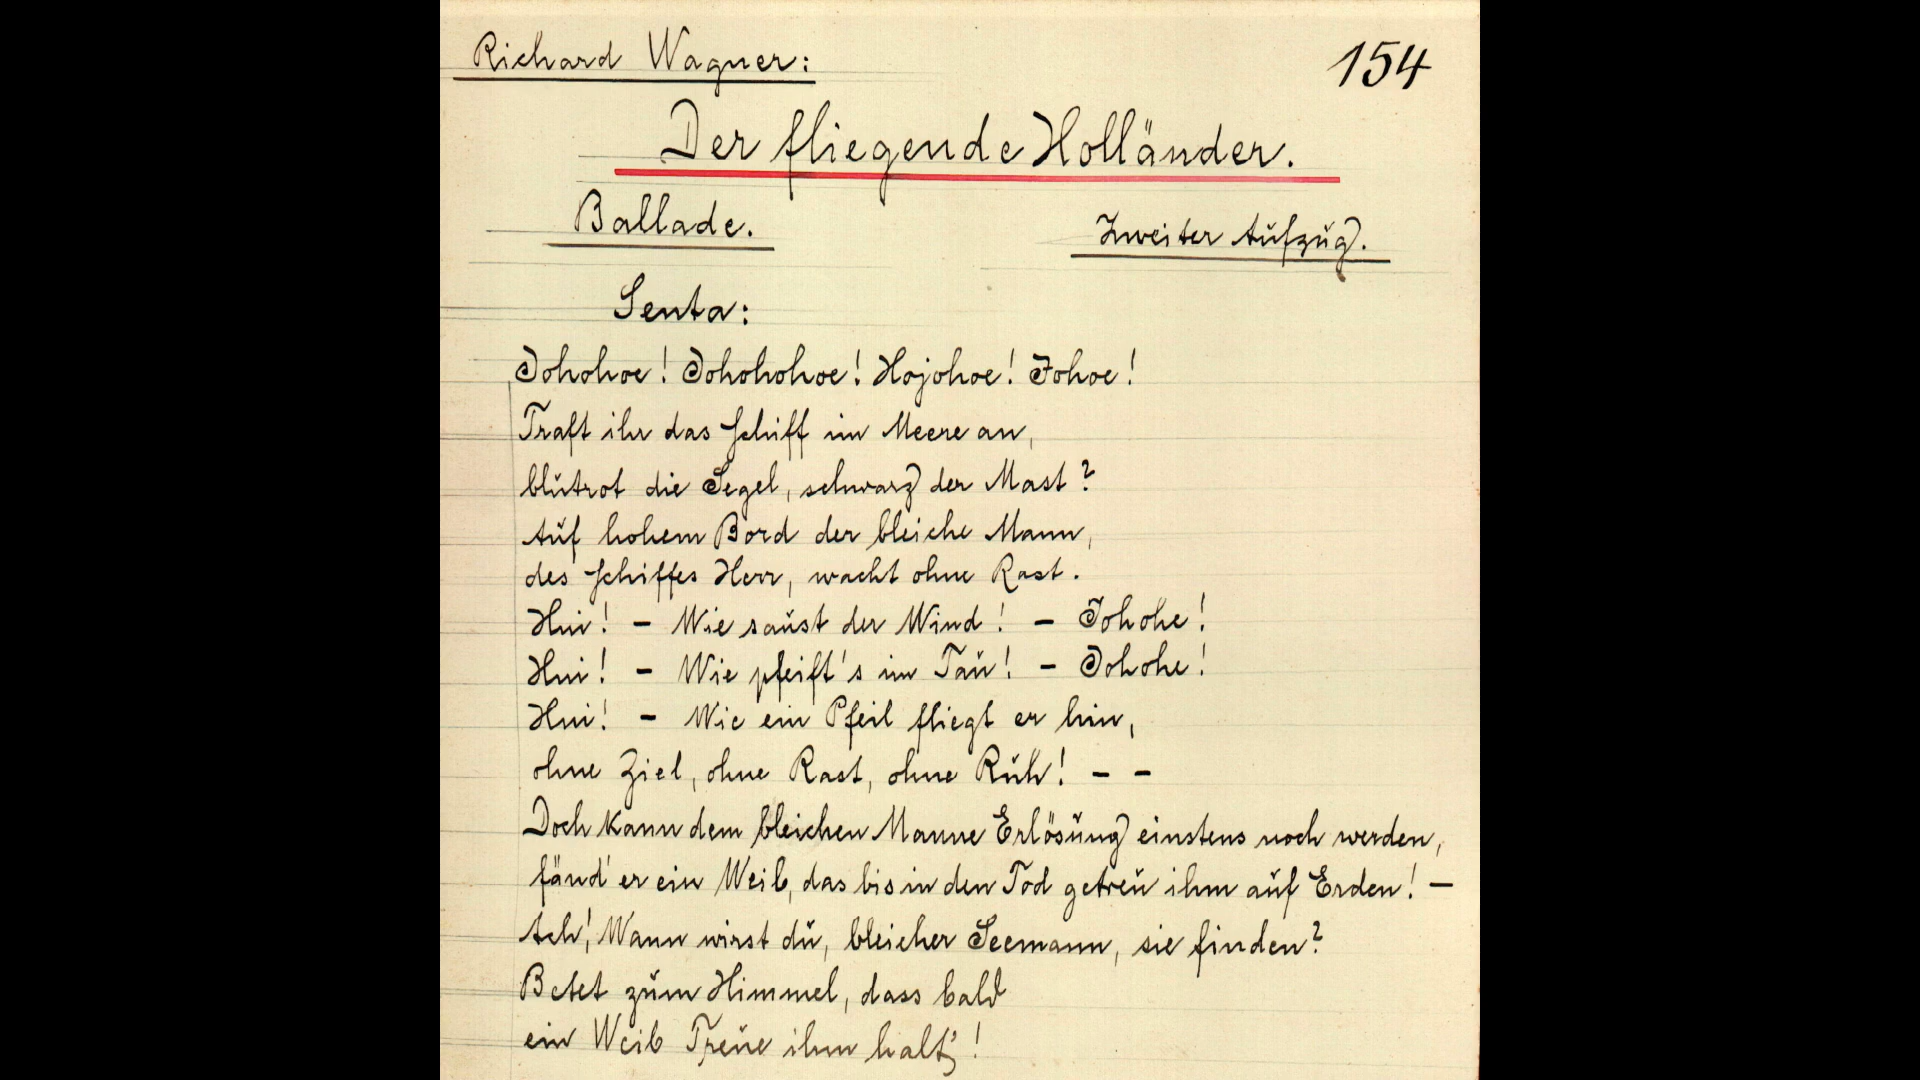 Richard Wagner:
154
Der fliegende Holländer.
Ballade.
Zweiter Aufzug.
Senta:
Johohoe! Johohohoe! Hojohoe! Johoe!
Traft ihr das Schiff im Meere an,
blutrot die Segel, schwarz der Mast?
Auf hohem Bord der bleiche Mann,
des Schiffes Herr, wacht ohne Rast.
Hui! – Wie saust der Wind! – Johohe!
Hui! – Wie pfeift's im Tau! – Johohe!
Hui! – Wie ein Pfeil fliegt er hin,
ohne Ziel, ohne Rast, ohne Ruh! – –
Doch kann dem bleichen Manne Erlösung einstens noch werden,
fänd' er ein Weib, das bis in den Tod getreu ihm auf Erden! –
Ach! Wann wirst du, bleicher Seemann, sie finden?
Betet zum Himmel, dass bald
ein Weib Treue ihm halt'!